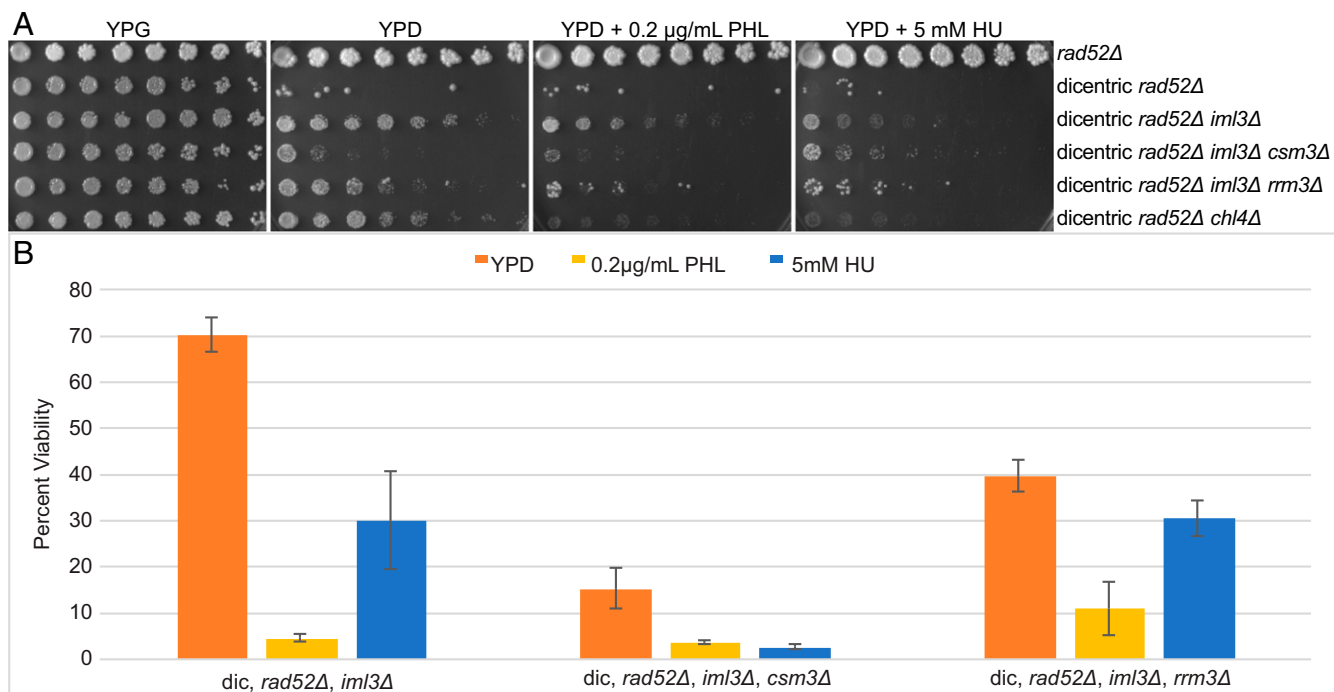 A
YPG YPD YPD + 0.2 µg/mL PHL YPD + 5 mM HU
rad52Δ
dicentric rad52Δ
dicentric rad52Δ iml3Δ
dicentric rad52Δ iml3Δ csm3Δ
dicentric rad52Δ iml3Δ rrm3Δ
dicentric rad52Δ chl4Δ
B
YPD 0.2µg/mL PHL 5mM HU
Percent Viability
80
70
60
50
40
30
20
10
0
dic, rad52Δ, iml3Δ dic, rad52Δ, iml3Δ, csm3Δ dic, rad52Δ, iml3Δ, rrm3Δ